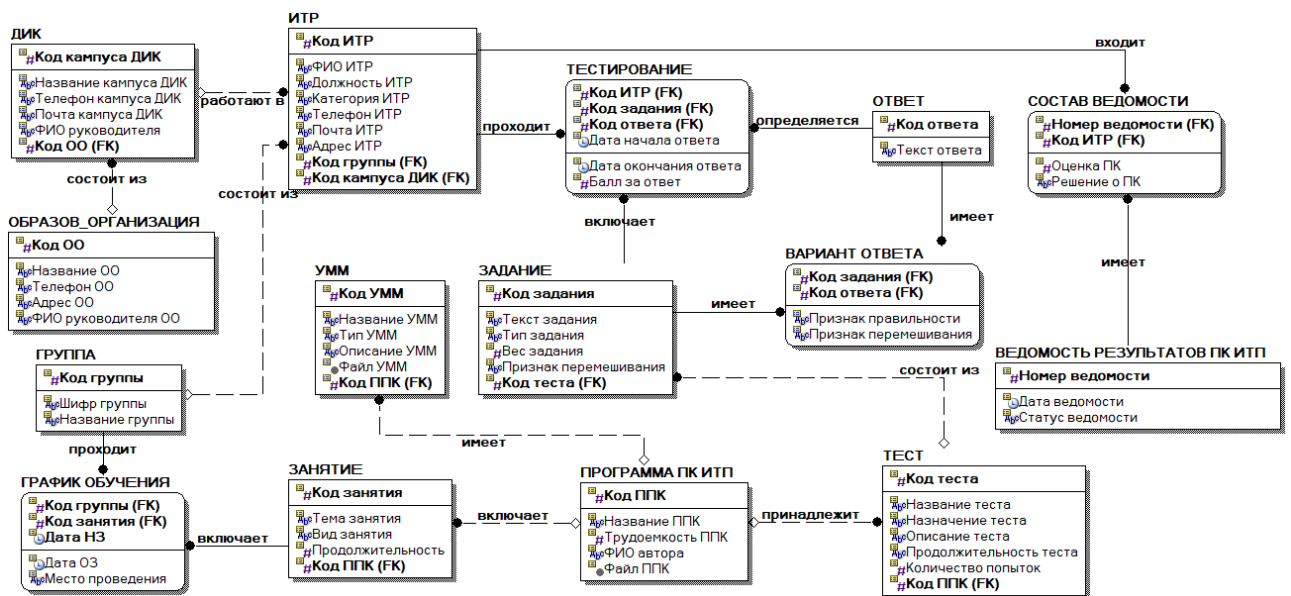 ДИК
#Код кампуса ДИК
Название кампуса ДИК
Телефон кампуса ДИК
Почта кампуса ДИК
ФИО руководителя
#Код ОО (FK)
состоит из
ОБРАЗОВ_ОРГАНИЗАЦИЯ
#Код ОО
Название ОО
Телефон ОО
Адрес ОО
ФИО руководителя ОО
ГРУППА
#Код группы
Шифр группы
Название группы
проходит
ГРАФИК ОБУЧЕНИЯ
#Код группы (FK)
#Код занятия (FK)
Дата НЗ
Дата ОЗ
Место проведения
работают в
состоит из
ИТР
#Код ИТР
ФИО ИТР
Должность ИТР
Категория ИТР
Телефон ИТР
Почта ИТР
Адрес ИТР
#Код группы (FK)
#Код кампуса ДИК (FK)
проходит
входит
ТЕСТИРОВАНИЕ
#Код ИТР (FK)
#Код задания (FK)
#Код ответа (FK)
Дата начала ответа
Дата окончания ответа
#Балл за ответ
определяется
включает
ОТВЕТ
#Код ответа
Текст ответа
имеет
СОСТАВ ВЕДОМОСТИ
#Номер ведомости (FK)
#Код ИТР (FK)
#Оценка ПК
Решение о ПК
имеет
УММ
#Код УММ
Название УММ
Тип УММ
Описание УММ
Файл УММ
#Код ППК (FK)
имеет
ЗАДАНИЕ
#Код задания
Текст задания
Тип задания
#Вес задания
Признак перемешивания
#Код теста (FK)
имеет
ВАРИАНТ ОТВЕТА
#Код задания (FK)
#Код ответа (FK)
Признак правильности
Признак перемешивания
состоит из
ВЕДОМОСТЬ РЕЗУЛЬТАТОВ ПК ИТП
#Номер ведомости
Дата ведомости
Статус ведомости
включает
ЗАНЯТИЕ
#Код занятия
Тема занятия
Вид занятия
#Продолжительность
#Код ППК (FK)
включает
ПРОГРАММА ПК ИТП
#Код ППК
Название ППК
#Трудоемкость ППК
ФИО автора
Файл ППК
принадлежит
ТЕСТ
#Код теста
Название теста
Назначение теста
Описание теста
Продолжительность теста
#Количество попыток
#Код ППК (FK)